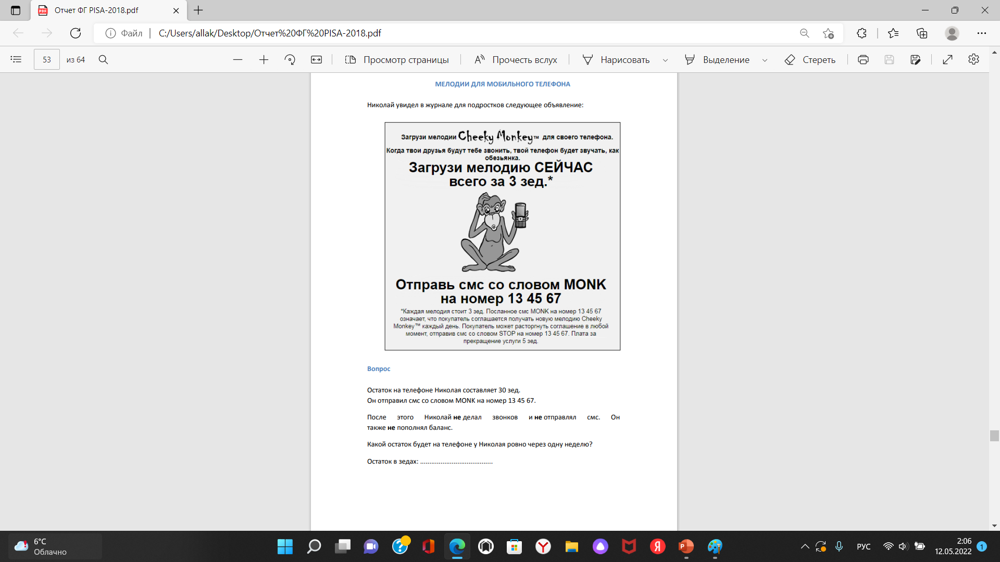 Отчет ФГ PISA-2018.pdf
Файл
C:/Users/allak/Desktop/Отчет%20ФГ%20PISA-2018.pdf
53 из 64
Просмотр страницы
Прочесть вслух
Нарисовать
Выделение
Стереть
МЕЛОДИИ ДЛЯ МОБИЛЬНОГО ТЕЛЕФОНА
Николай увидел в журнале для подростков следующее объявление:
Загрузи мелодии Cheeky Monkey™ для своего телефона.
Когда твои друзья будут тебе звонить, твой телефон будет звучать, как
обезьянка.
Загрузи мелодию СЕЙЧАС
всего за 3 зед.*
Отправь смс со словом MONK
на номер 13 45 67
*Каждая мелодия стоит 3 зед. Посланное смс MONK на номер 13 45 67
означает, что покупатель соглашается получать новую мелодию Cheeky
Monkey™ каждый день. Покупатель может расторгнуть соглашение в любой
момент, отправив смс со словом STOP на номер 13 45 67. Плата за
прекращение услуги 5 зед.
Вопрос
Остаток на телефоне Николая составляет 30 зед.
Он отправил смс со словом MONK на номер 13 45 67.
После этого Николай не делал звонков и не отправлял смс. Он
также не пополнял баланс.
Какой остаток будет на телефоне у Николая ровно через одну неделю?
Остаток в зедах: .......................................
6°C
Облачно
РУС
2:06
12.05.2022
1